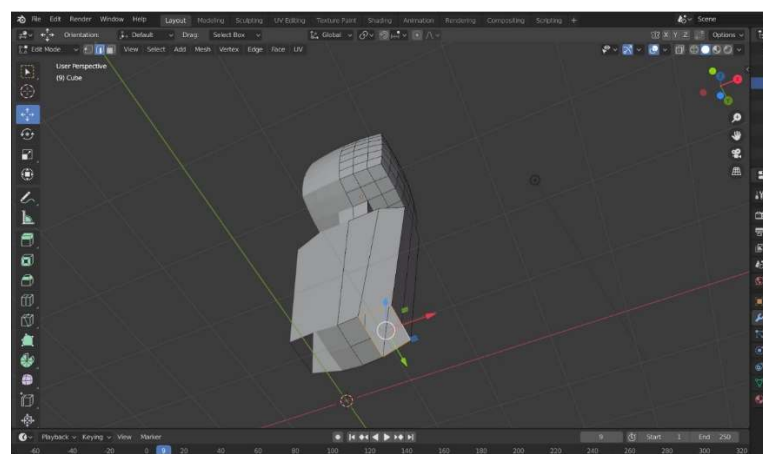 File Edit Render Window Help Layout Modeling Sculpting UV Editing Texture Paint Shading Animation Rendering Compositing Scripting + Scene
Orientation: Default Drag: Select Box Global X Y Z Options
Edit Mode View Select Add Mesh Vertex Edge Face UV
User Perspective
(9) Cube
Playback Keying View Marker 9 Start 1 End 250
-60 -40 -20 0 9 20 40 60 80 100 120 140 160 180 200 220 240 260 280 300 320